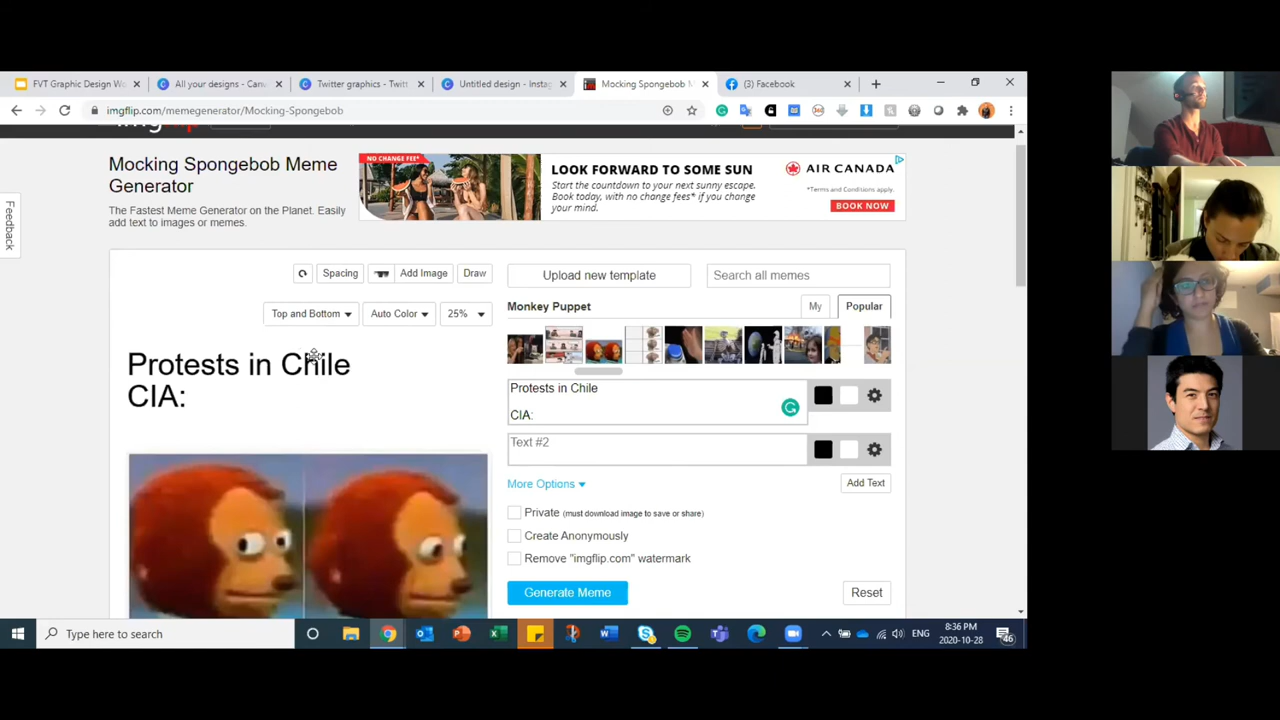 FVT Graphic Design Wo
All your designs - Canv
Twitter graphics - Twitt
Untitled design - Instag
Mocking Spongebob M
(3) Facebook
imgflip.com/memegenerator/Mocking-Spongebob
Mocking Spongebob Meme
Generator
The Fastest Meme Generator on the Planet. Easily
add text to images or memes.
NO CHANGE FEE*
LOOK FORWARD TO SOME SUN
Start the countdown to your next sunny escape.
Book today, with no change fees* if you change
your mind.
AIR CANADA
*Terms and Conditions apply.
BOOK NOW
Feedback
Spacing
Add Image
Draw
Top and Bottom
Auto Color
25%
Protests in Chile
CIA:
Upload new template
Search all memes
Monkey Puppet
My
Popular
Protests in Chile
CIA:
Text #2
More Options
Add Text
Private (must download image to save or share)
Create Anonymously
Remove "imgflip.com" watermark
Generate Meme
Reset
Type here to search
ENG
8:36 PM
2020-10-28
46